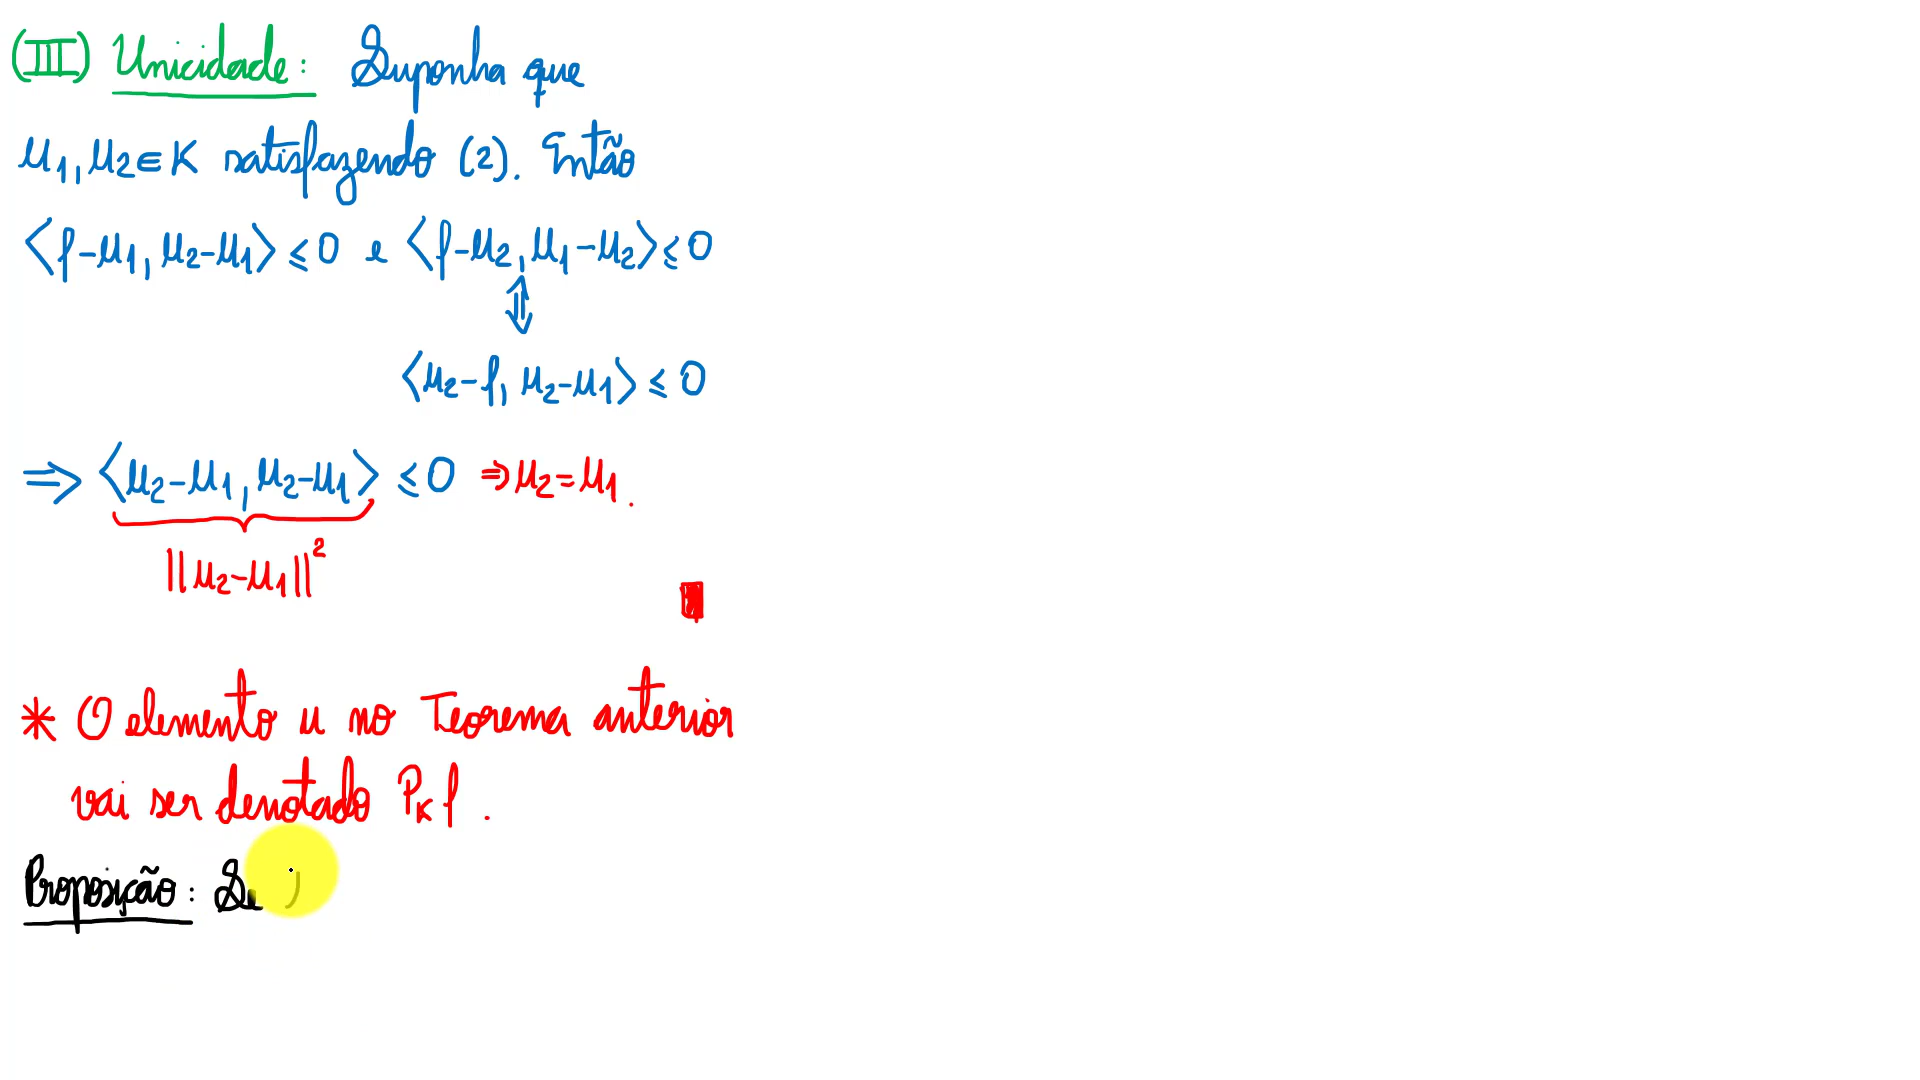 (III) Unicidade: Suponha que
u1, u2 ∈ K satisfazendo (2). Então
⟨f-u1, u2-u1⟩ ≤ 0 e ⟨f-u2, u1-u2⟩ ≤ 0
⇕
⟨u2-f, u2-u1⟩ ≤ 0
⇒ ⟨u2-u1, u2-u1⟩ ≤ 0 ⇒ u2 = u1.
||u2-u1||²
* O elemento u no Teorema anterior
vai ser denotado PK f.
Proposição: Se